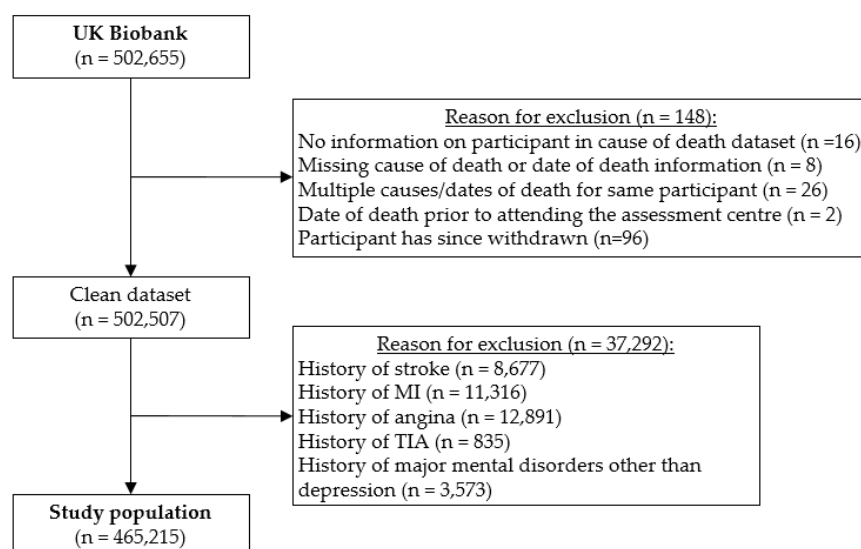 UK Biobank
(n = 502,655)
Reason for exclusion (n = 148):
No information on participant in cause of death dataset (n =16)
Missing cause of death or date of death information (n = 8)
Multiple causes/dates of death for same participant (n = 26)
Date of death prior to attending the assessment centre (n = 2)
Participant has since withdrawn (n=96)
Clean dataset
(n = 502,507)
Reason for exclusion (n = 37,292):
History of stroke (n = 8,677)
History of MI (n = 11,316)
History of angina (n = 12,891)
History of TIA (n = 835)
History of major mental disorders other than
depression (n = 3,573)
Study population
(n = 465,215)